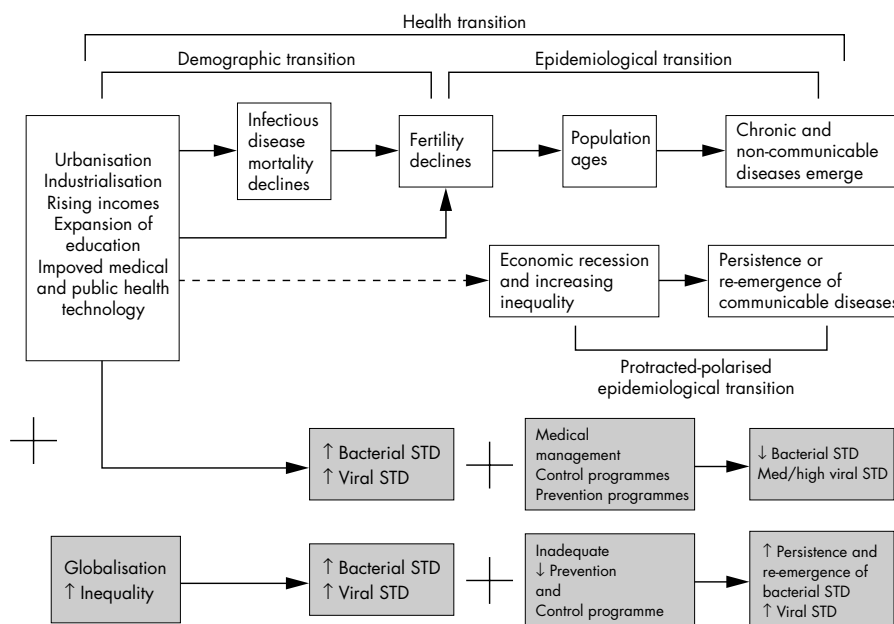 Health transition
Demographic transition
Epidemiological transition
Urbanisation
Industrialisation
Rising incomes
Expansion of
education
Impoved medical
and public health
technology
Infectious
disease
mortality
declines
Fertility
declines
Population
ages
Chronic and
non-communicable
diseases emerge
Economic recession
and increasing
inequality
Persistence or
re-emergence of
communicable diseases
Protracted-polarised
epidemiological transition
↑ Bacterial STD
↑ Viral STD
Medical
management
Control programmes
Prevention programmes
↓ Bacterial STD
Med/high viral STD
Globalisation
↑ Inequality
↑ Bacterial STD
↑ Viral STD
Inadequate
↓ Prevention
and
Control programme
↑ Persistence and
re-emergence of
bacterial STD
↑ Viral STD